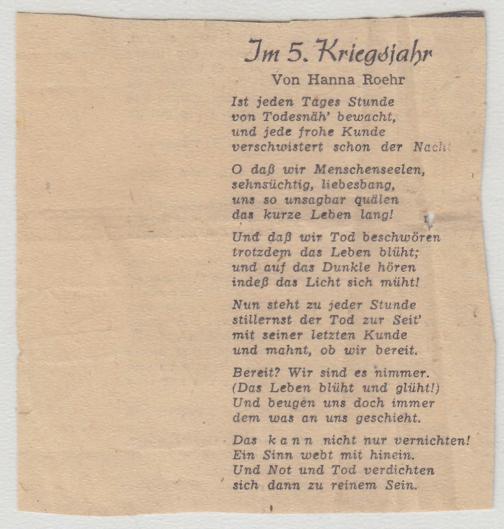 Im 5. Kriegsjahr
Von Hanna Roehr
Ist jeden Tages Stunde
von Todesnäh' bewacht,
und jede frohe Kunde
verschwistert schon der Nacht
O daß wir Menschenseelen,
sehnsüchtig, liebesbang,
uns so unsagbar quälen
das kurze Leben lang!
Und daß wir Tod beschwören
trotzdem das Leben blüht;
und auf das Dunkle hören
indeß das Licht sich müht!
Nun steht zu jeder Stunde
stillernst der Tod zur Seit'
mit seiner letzten Kunde
und mahnt, ob wir bereit.
Bereit? Wir sind es nimmer.
(Das Leben blüht und glüht!)
Und beugen uns doch immer
dem was an uns geschieht.
Das kann nicht nur vernichten!
Ein Sinn webt mit hinein.
Und Not und Tod verdichten
sich dann zu reinem Sein.